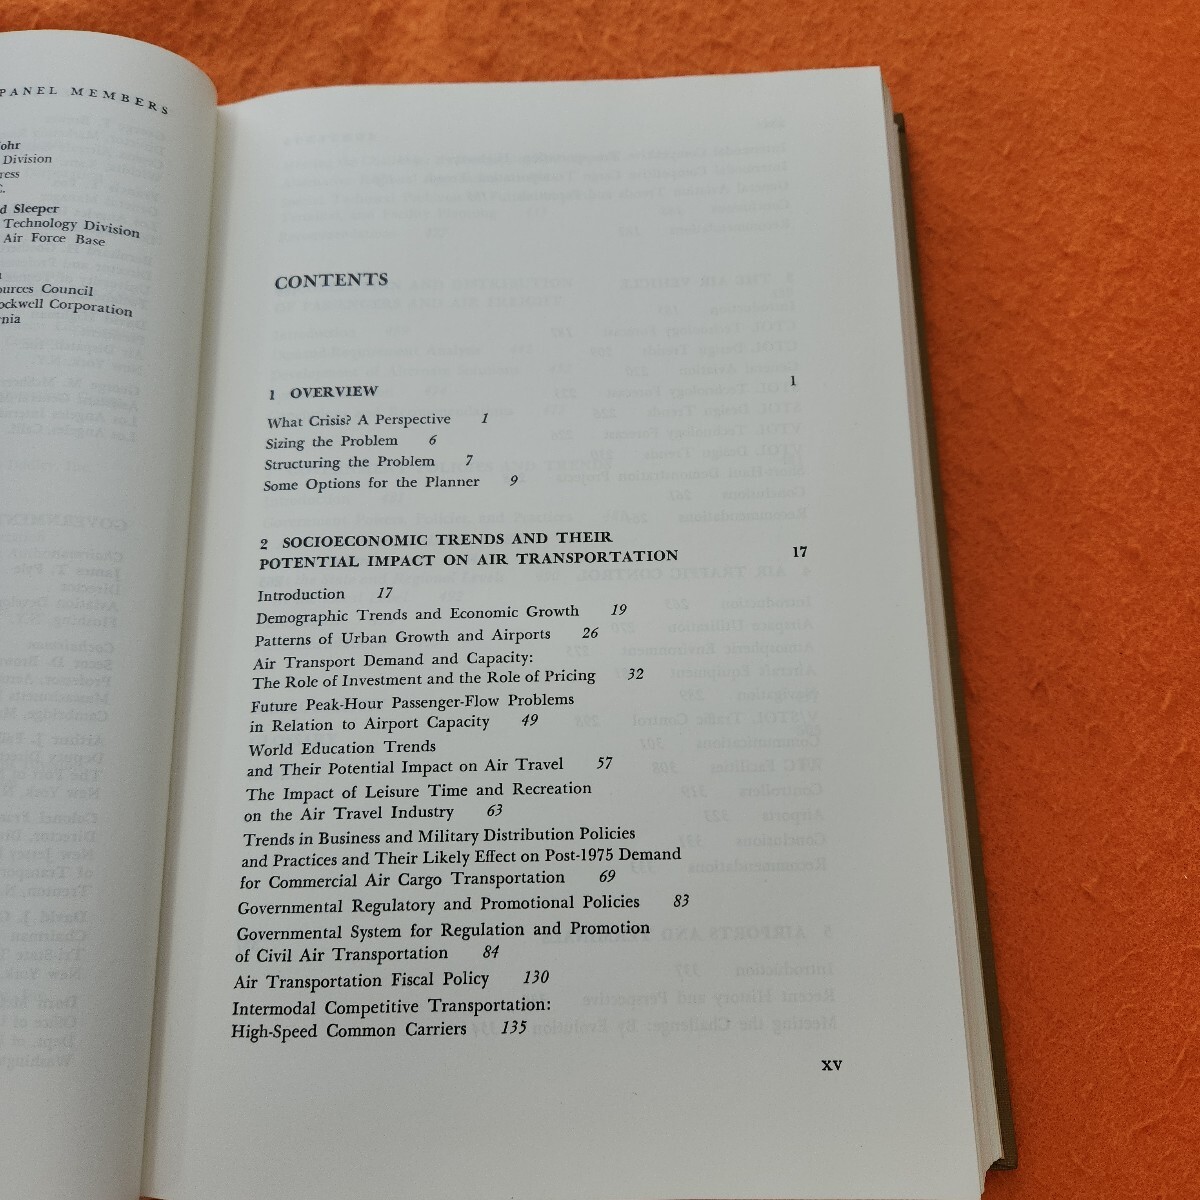 PANEL MEMBERS
Division
d Sleeper
Technology Division
Air Force Base
ources Council
ockwell Corporation
nia
CONTENTS
1 OVERVIEW 1
What Crisis? A Perspective 1
Sizing the Problem 6
Structuring the Problem 7
Some Options for the Planner 9
2 SOCIOECONOMIC TRENDS AND THEIR
POTENTIAL IMPACT ON AIR TRANSPORTATION 17
Introduction 17
Demographic Trends and Economic Growth 19
Patterns of Urban Growth and Airports 26
Air Transport Demand and Capacity:
The Role of Investment and the Role of Pricing 32
Future Peak-Hour Passenger-Flow Problems
in Relation to Airport Capacity 49
World Education Trends
and Their Potential Impact on Air Travel 57
The Impact of Leisure Time and Recreation
on the Air Travel Industry 63
Trends in Business and Military Distribution Policies
and Practices and Their Likely Effect on Post-1975 Demand
for Commercial Air Cargo Transportation 69
Governmental Regulatory and Promotional Policies 83
Governmental System for Regulation and Promotion
of Civil Air Transportation 84
Air Transportation Fiscal Policy 130
Intermodal Competitive Transportation:
High-Speed Common Carriers 135
xv